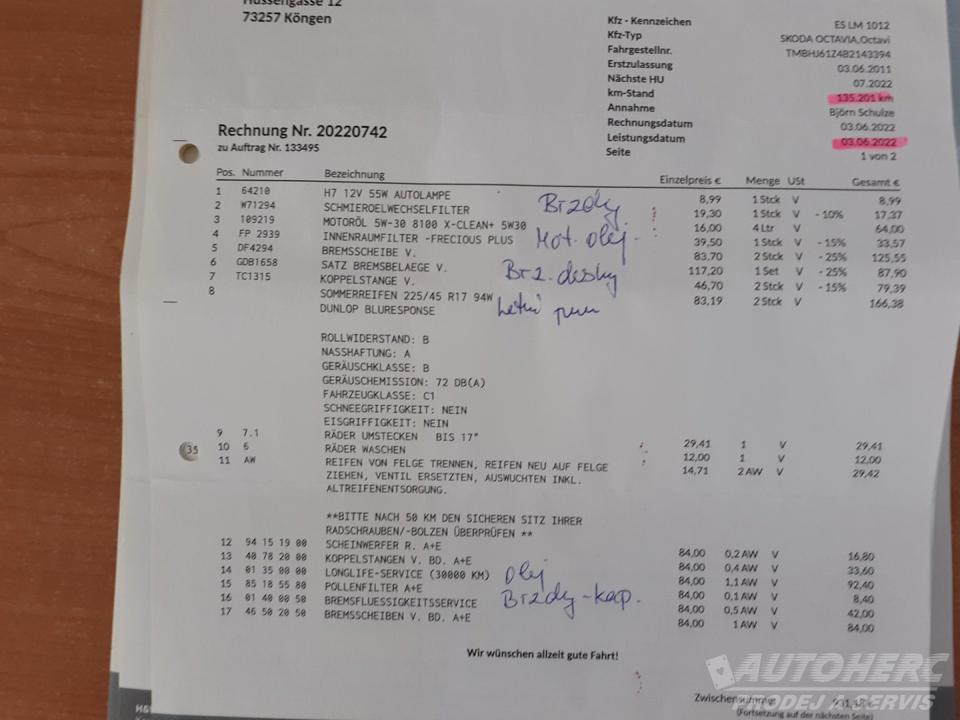 Hussengasse 12
73257 Köngen
Kfz - Kennzeichen ES LM 1012
Kfz-Typ SKODA OCTAVIA,Octavi
Fahrgestellnr. TMBHJ61Z4B2143394
Erstzulassung 03.06.2011
Nächste HU 07.2022
km-Stand 135.201 km
Annahme Björn Schulze
Rechnungsdatum 03.06.2022
Leistungsdatum 03.06.2022
Seite 1 von 2
Rechnung Nr. 20220742
zu Auftrag Nr. 133495
Pos. Nummer Bezeichnung Einzelpreis € Menge USt Gesamt €
1 64210 H7 12V 55W AUTOLAMPE 8,99 1 Stck V 8,99
2 W71294 SCHMIEROELWECHSELFILTER Brzdy 19,30 1 Stck V - 10% 17,37
3 109219 MOTORÖL 5W-30 8100 X-CLEAN+ 5W30 16,00 4 Ltr V 64,00
4 FP 2939 INNENRAUMFILTER -FRECIOUS PLUS Mot. olej. 39,50 1 Stck V - 15% 33,57
5 DF4294 BREMSSCHEIBE V. 83,70 2 Stck V - 25% 125,55
6 GDB1658 SATZ BREMSBELAEGE V. Brz. desky 117,20 1 Set V - 25% 87,90
7 TC1315 KOPPELSTANGE V. 46,70 2 Stck V - 15% 79,39
8 SOMMERREIFEN 225/45 R17 94W 83,19 2 Stck V 166,38
DUNLOP BLURESPONSE Letní
ROLLWIDERSTAND: B
NASSHAFTUNG: A
GERÄUSCHKLASSE: B
GERÄUSCHEMISSION: 72 DB(A)
FAHRZEUGKLASSE: C1
SCHNEEGRIFFIGKEIT: NEIN
EISGRIFFIGKEIT: NEIN
9 7.1 RÄDER UMSTECKEN BIS 17" 29,41 1 V 29,41
35 10 6 RÄDER WASCHEN 12,00 1 V 12,00
11 AW REIFEN VON FELGE TRENNEN, REIFEN NEU AUF FELGE 14,71 2 AW V 29,42
ZIEHEN, VENTIL ERSETZTEN, AUSWUCHTEN INKL.
ALTREIFENENTSORGUNG.
**BITTE NACH 50 KM DEN SICHEREN SITZ IHRER
RADSCHRAUBEN/-BOLZEN ÜBERPRÜFEN **
12 94 15 19 00 SCHEINWERFER R. A+E 84,00 0,2 AW V 16,80
13 40 78 20 00 KOPPELSTANGEN V. BD. A+E 84,00 0,4 AW V 33,60
14 01 35 00 00 LONGLIFE-SERVICE (30000 KM) Olej 84,00 1,1 AW V 92,40
15 85 18 55 80 POLLENFILTER A+E 84,00 0,1 AW V 8,40
16 01 40 00 50 BREMSFLUESSIGKEITSSERVICE Brzdy-kap. 84,00 0,5 AW V 42,00
17 46 50 20 50 BREMSSCHEIBEN V. BD. A+E 84,00 1 AW V 84,00
Wir wünschen allzeit gute Fahrt!
Zwischensumme
(Fortsetzung auf der nächsten Seite)
AUTOHERC
PRODEJ A SERVIS